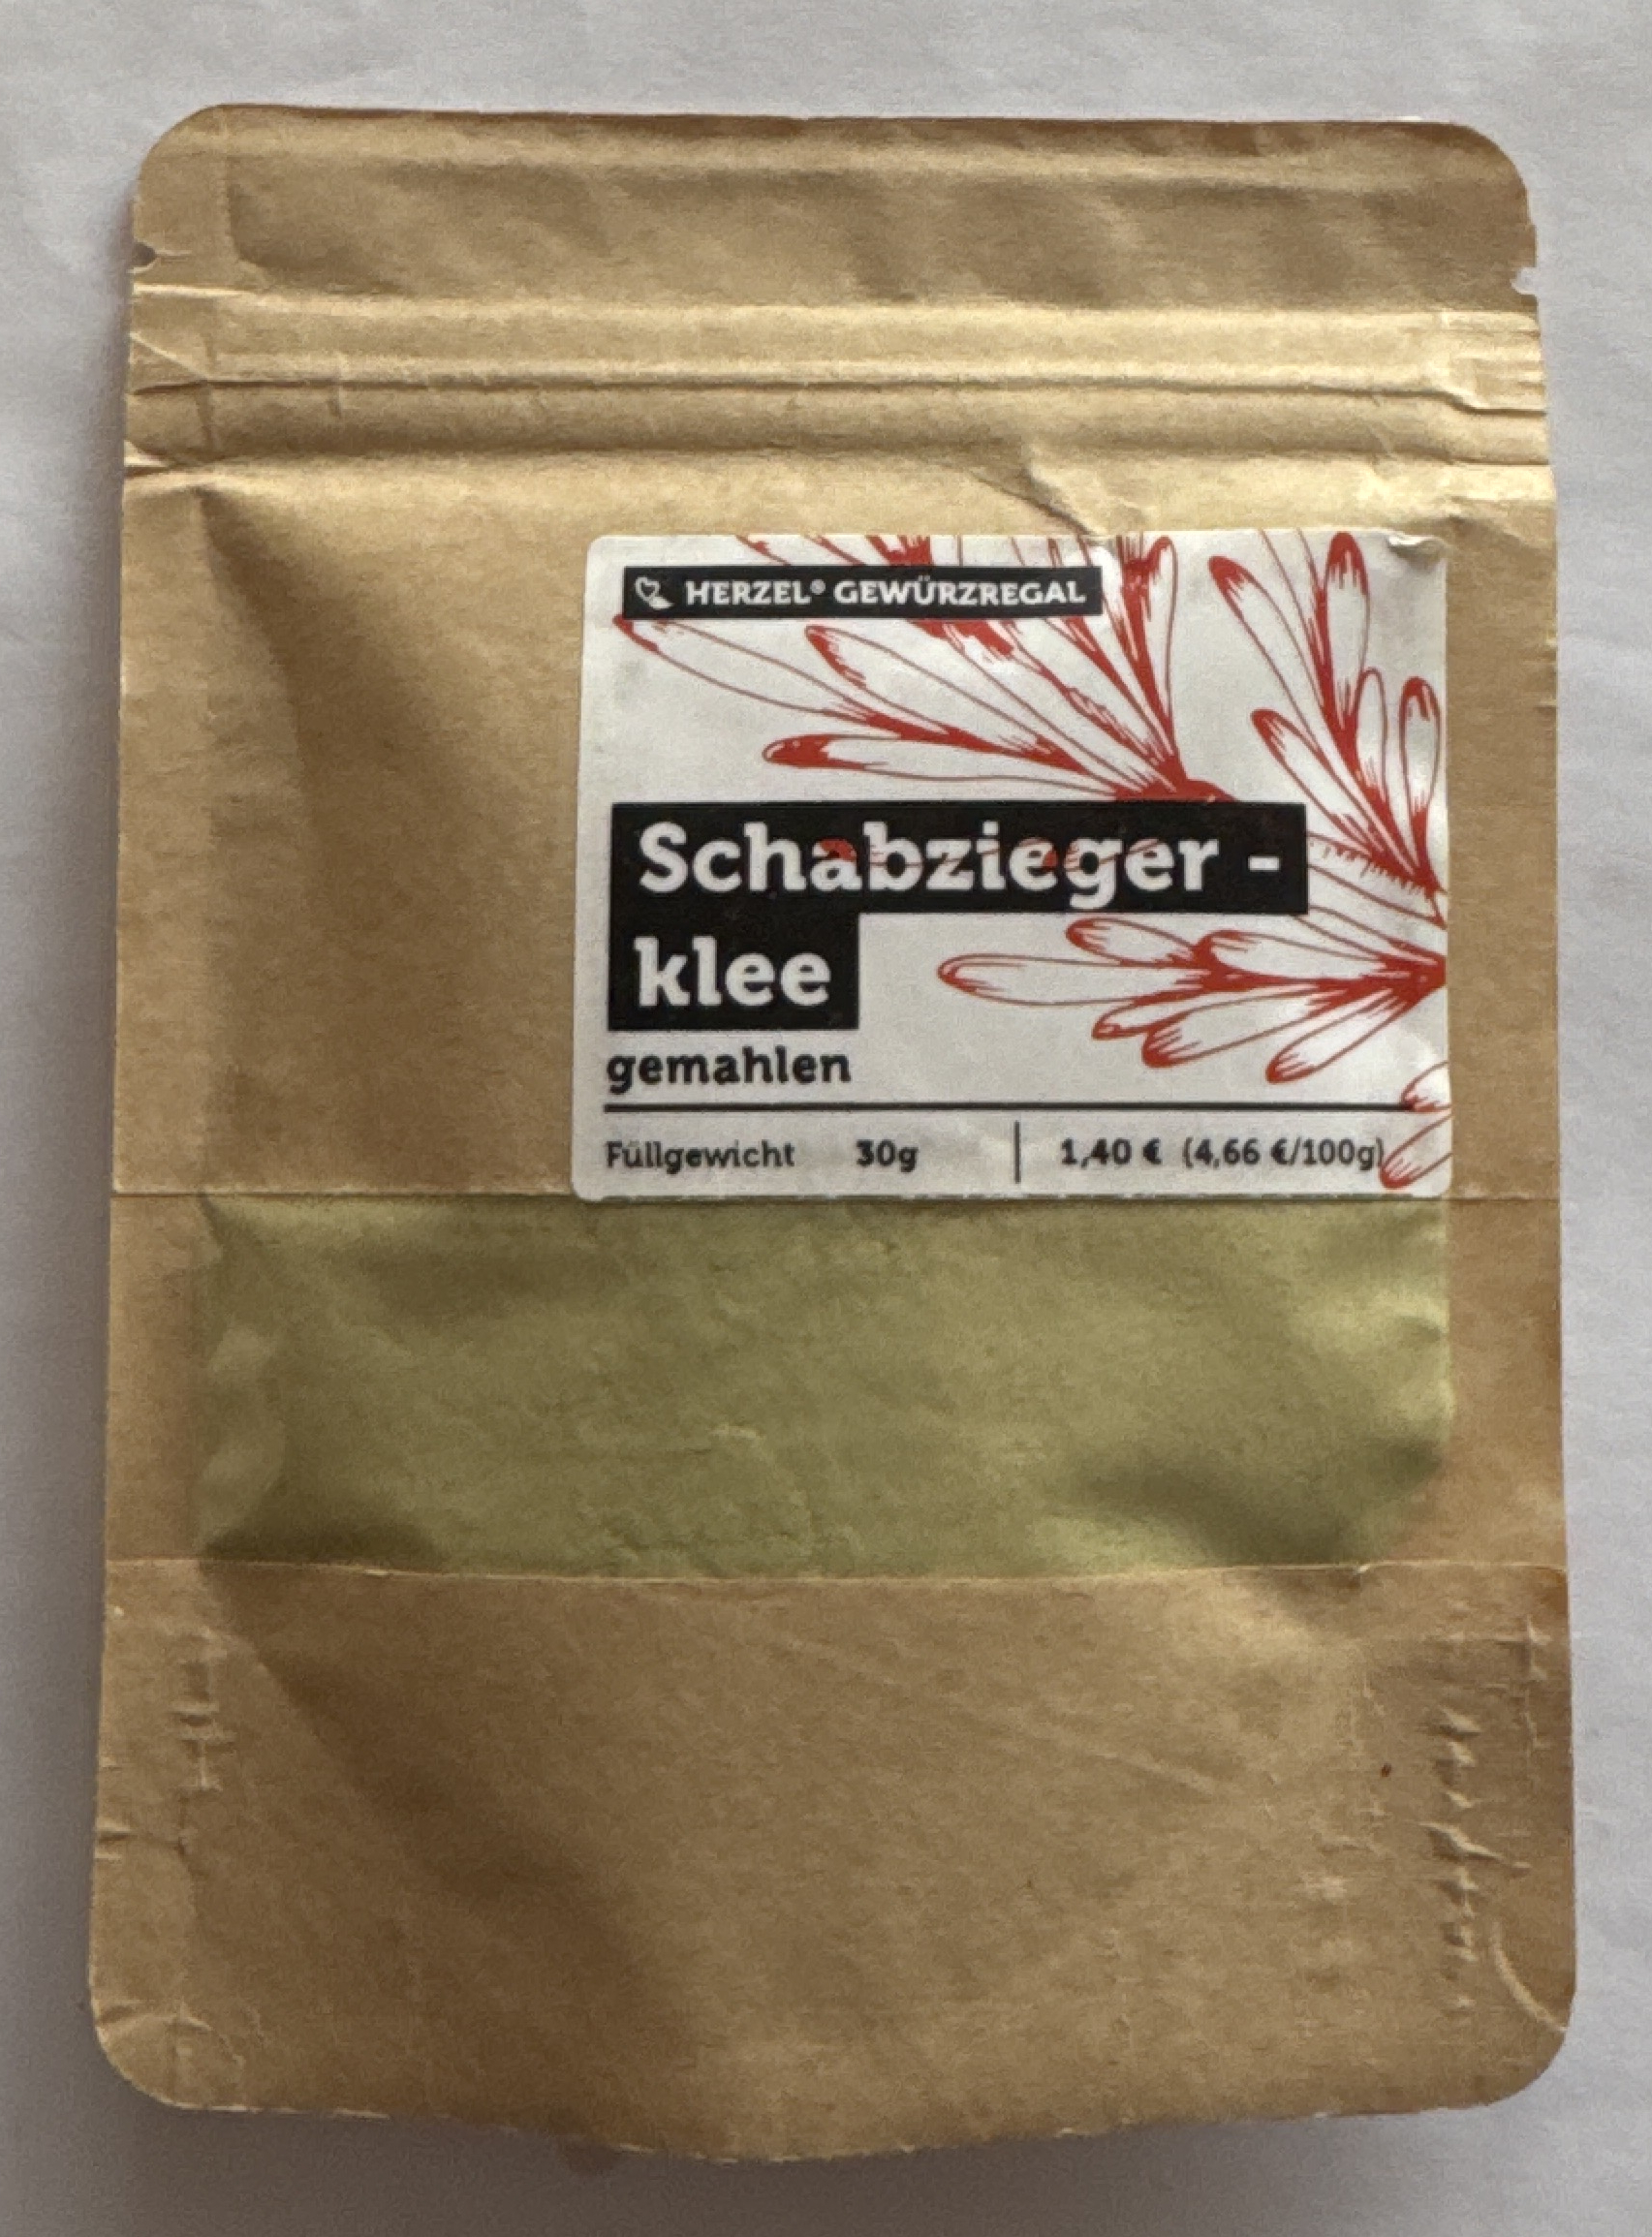 HERZEL® GEWÜRZREGAL
Schabzieger -
klee
gemahlen
Füllgewicht 30g | 1,40 € (4,66 €/100g)